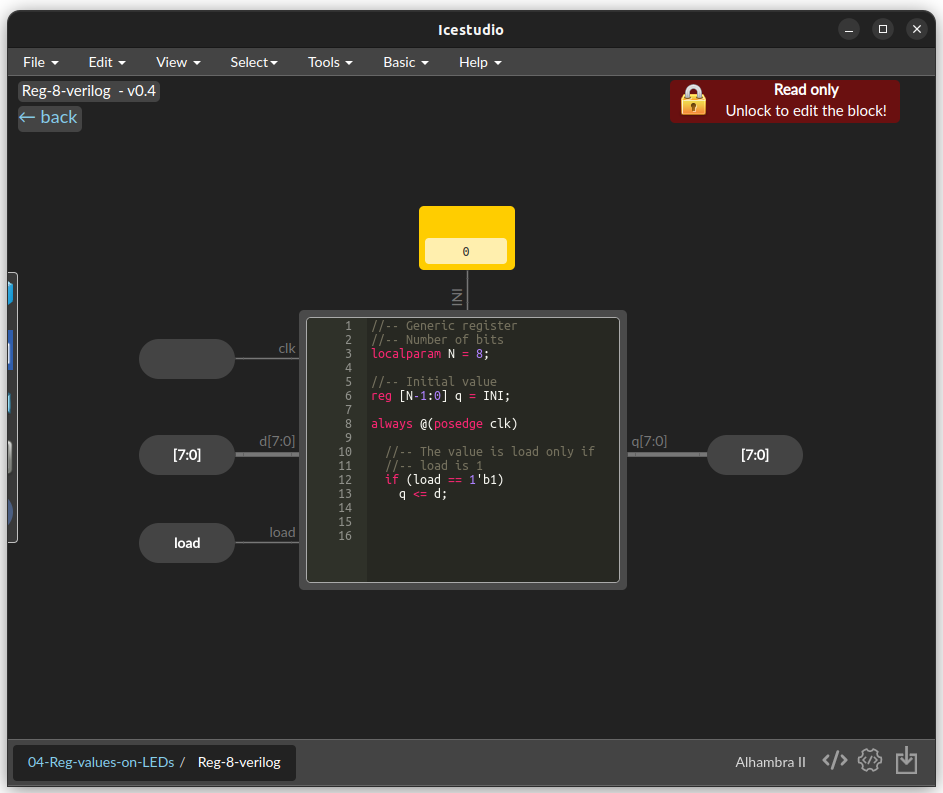 Icestudio
File Edit View Select Tools Basic Help
Reg-8-verilog - v0.4
← back
Read only
Unlock to edit the block!
0
INI
clk
[7:0]
d[7:0]
load
load
1 //-- Generic register
2 //-- Number of bits
3 localparam N = 8;
4
5 //-- Initial value
6 reg [N-1:0] q = INI;
7
8 always @(posedge clk)
9
10 //-- The value is load only if
11 //-- load is 1
12 if (load == 1'b1)
13 q <= d;
14
15
16
q[7:0]
[7:0]
04-Reg-values-on-LEDs / Reg-8-verilog
Alhambra II